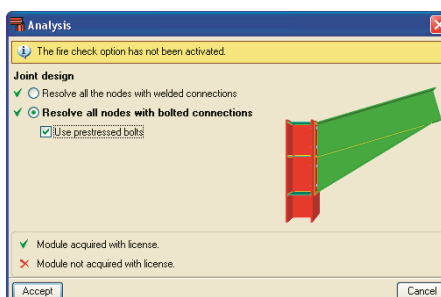 Analysis
The fire check option has not been activated.
Joint design
Resolve all the nodes with welded connections
Resolve all nodes with bolted connections
Use prestressed bolts
Module acquired with license.
Module not acquired with license.
Accept
Cancel